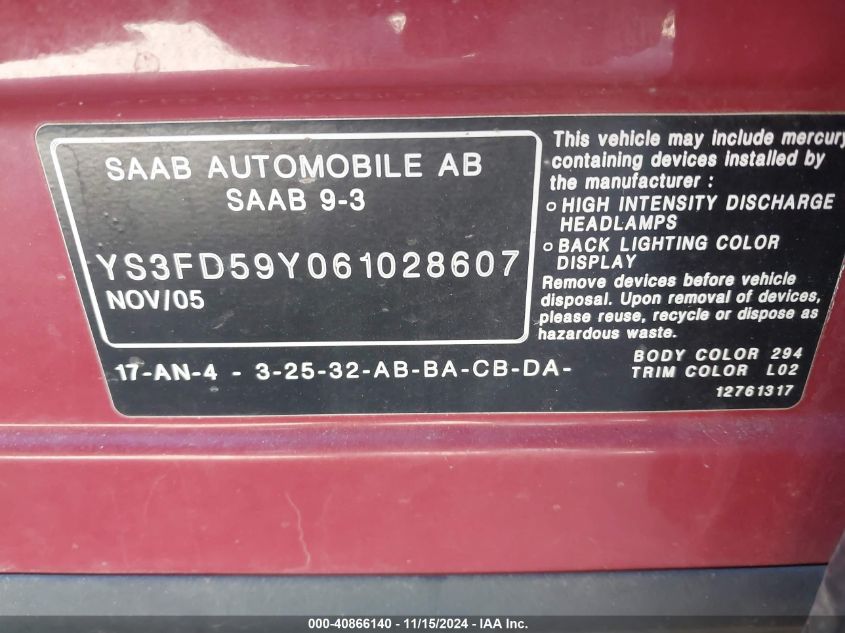 SAAB AUTOMOBILE AB
SAAB 9-3
YS3FD59Y061028607
NOV/05
17-AN-4 - 3-25-32-AB-BA-CB-DA-
This vehicle may include mercury
containing devices installed by
the manufacturer :
o HIGH INTENSITY DISCHARGE
HEADLAMPS
o BACK LIGHTING COLOR
DISPLAY
Remove devices before vehicle
disposal. Upon removal of devices,
please reuse, recycle or dispose as
hazardous waste.
BODY COLOR 294
TRIM COLOR L02
12761317
000-40866140 - 11/15/2024 - IAA Inc.